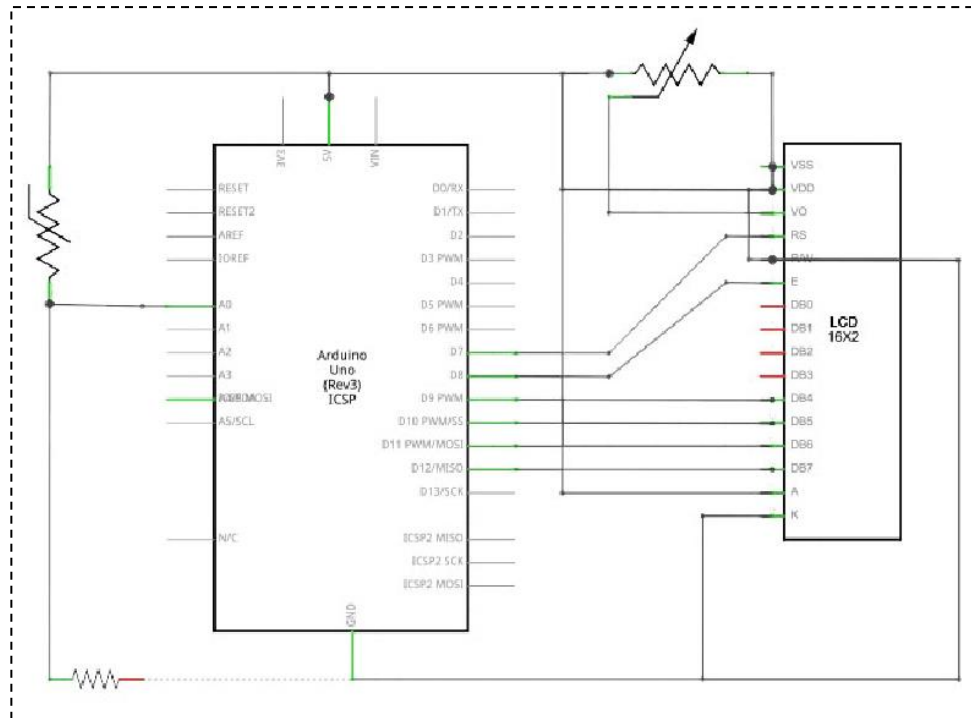 3V3
5V
VIN
RESET
RESET2
AREF
IOREF
A0
A1
A2
A3
A5/SCL
N/C
Arduino
Uno
(Rev3)
ICSP
D0/RX
D1/TX
D2
D3 PWM
D4
D5 PWM
D6 PWM
D7
D8
D9 PWM
D10 PWM/SS
D11 PWM/MOSI
D12/MISO
D13/SCK
ICSP2 MISO
ICSP2 SCK
ICSP2 MOSI
GND
VSS
VDD
VO
RS
R/W
E
DB0
DB1
DB2
DB3
DB4
DB5
DB6
DB7
A
K
LCD
16X2